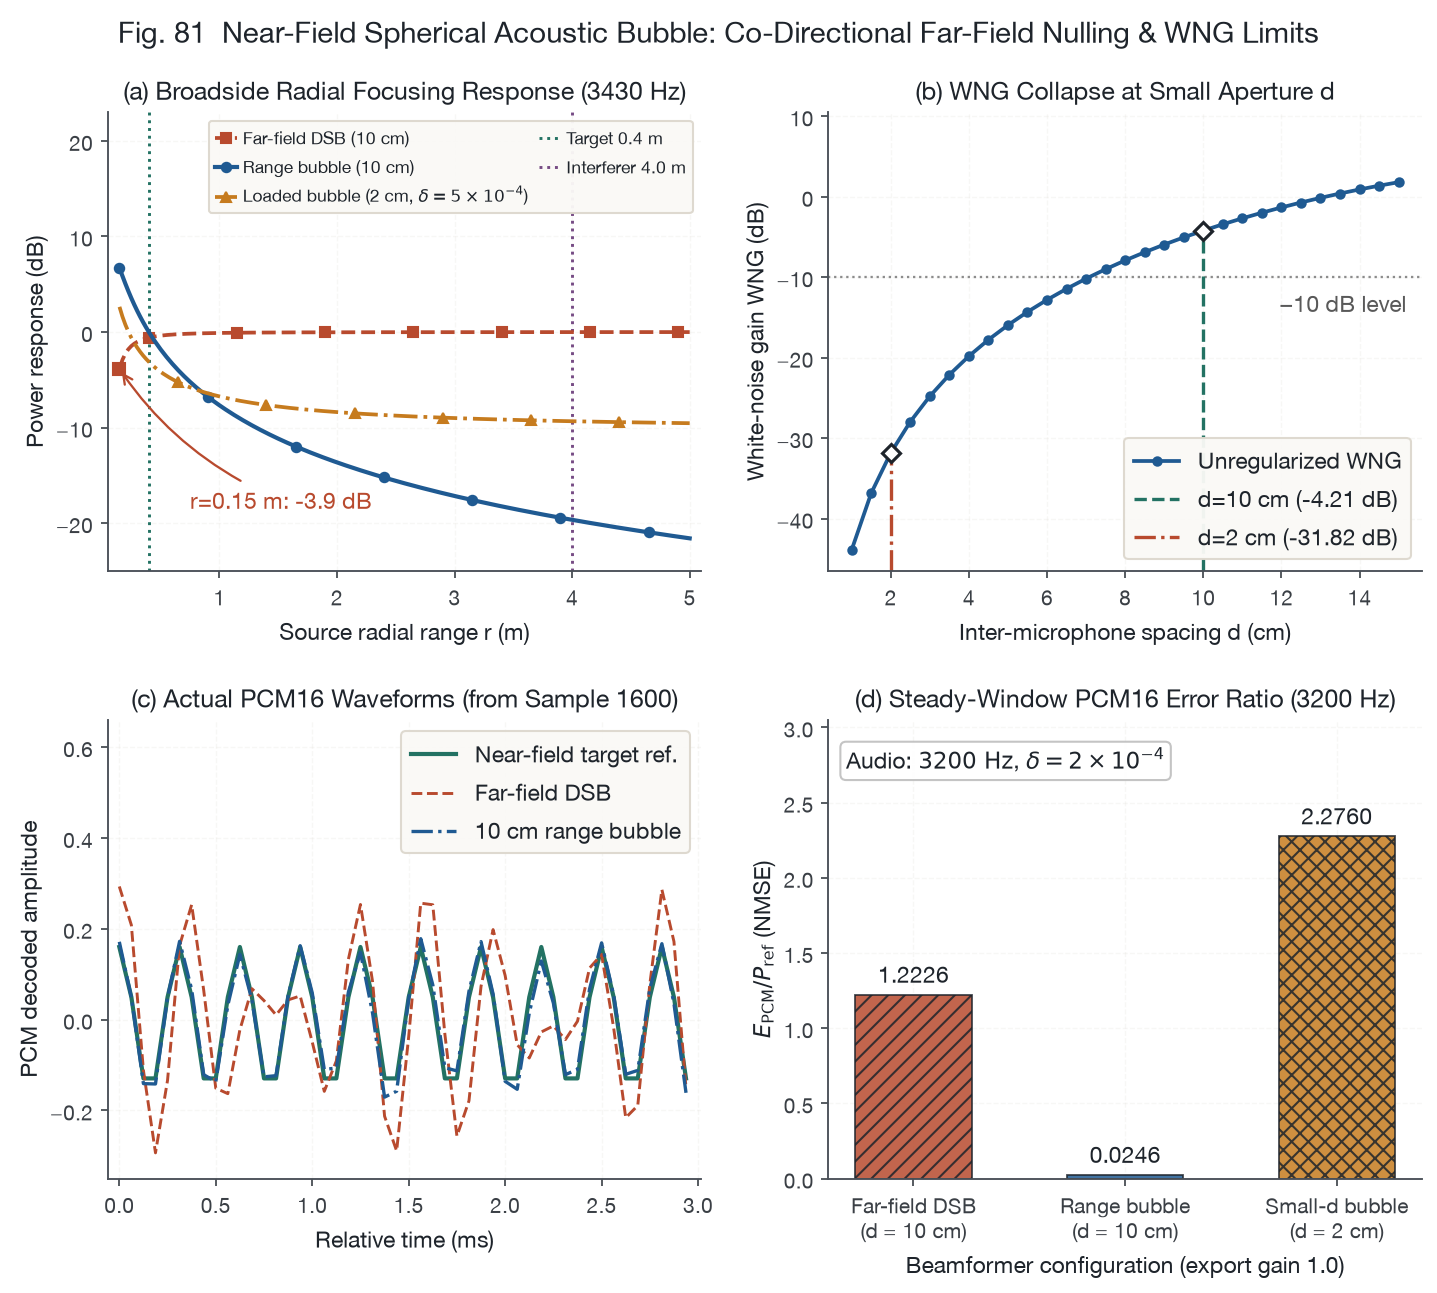 Fig. 81  Near-Field Spherical Acoustic Bubble: Co-Directional Far-Field Nulling & WNG Limits
(a) Broadside Radial Focusing Response (3430 Hz)
Far-field DSB (10 cm)
Range bubble (10 cm)
Loaded bubble (2 cm, δ = 5 × 10⁻⁴)
Target 0.4 m
Interferer 4.0 m
20
10
0
−10
−20
Power response (dB)
r=0.15 m: -3.9 dB
1
2
3
4
5
Source radial range r (m)
(b) WNG Collapse at Small Aperture d
10
0
−10
−20
−30
−40
White-noise gain WNG (dB)
−10 dB level
Unregularized WNG
d=10 cm (-4.21 dB)
d=2 cm (-31.82 dB)
2
4
6
8
10
12
14
Inter-microphone spacing d (cm)
(c) Actual PCM16 Waveforms (from Sample 1600)
Near-field target ref.
Far-field DSB
10 cm range bubble
0.6
0.4
0.2
0.0
−0.2
PCM decoded amplitude
0.0
0.5
1.0
1.5
2.0
2.5
3.0
Relative time (ms)
(d) Steady-Window PCM16 Error Ratio (3200 Hz)
Audio: 3200 Hz, δ = 2 × 10⁻⁴
3.0
2.5
2.0
1.5
1.0
0.5
0.0
E_PCM/P_ref (NMSE)
1.2226
0.0246
2.2760
Far-field DSB
(d = 10 cm)
Range bubble
(d = 10 cm)
Small-d bubble
(d = 2 cm)
Beamformer configuration (export gain 1.0)